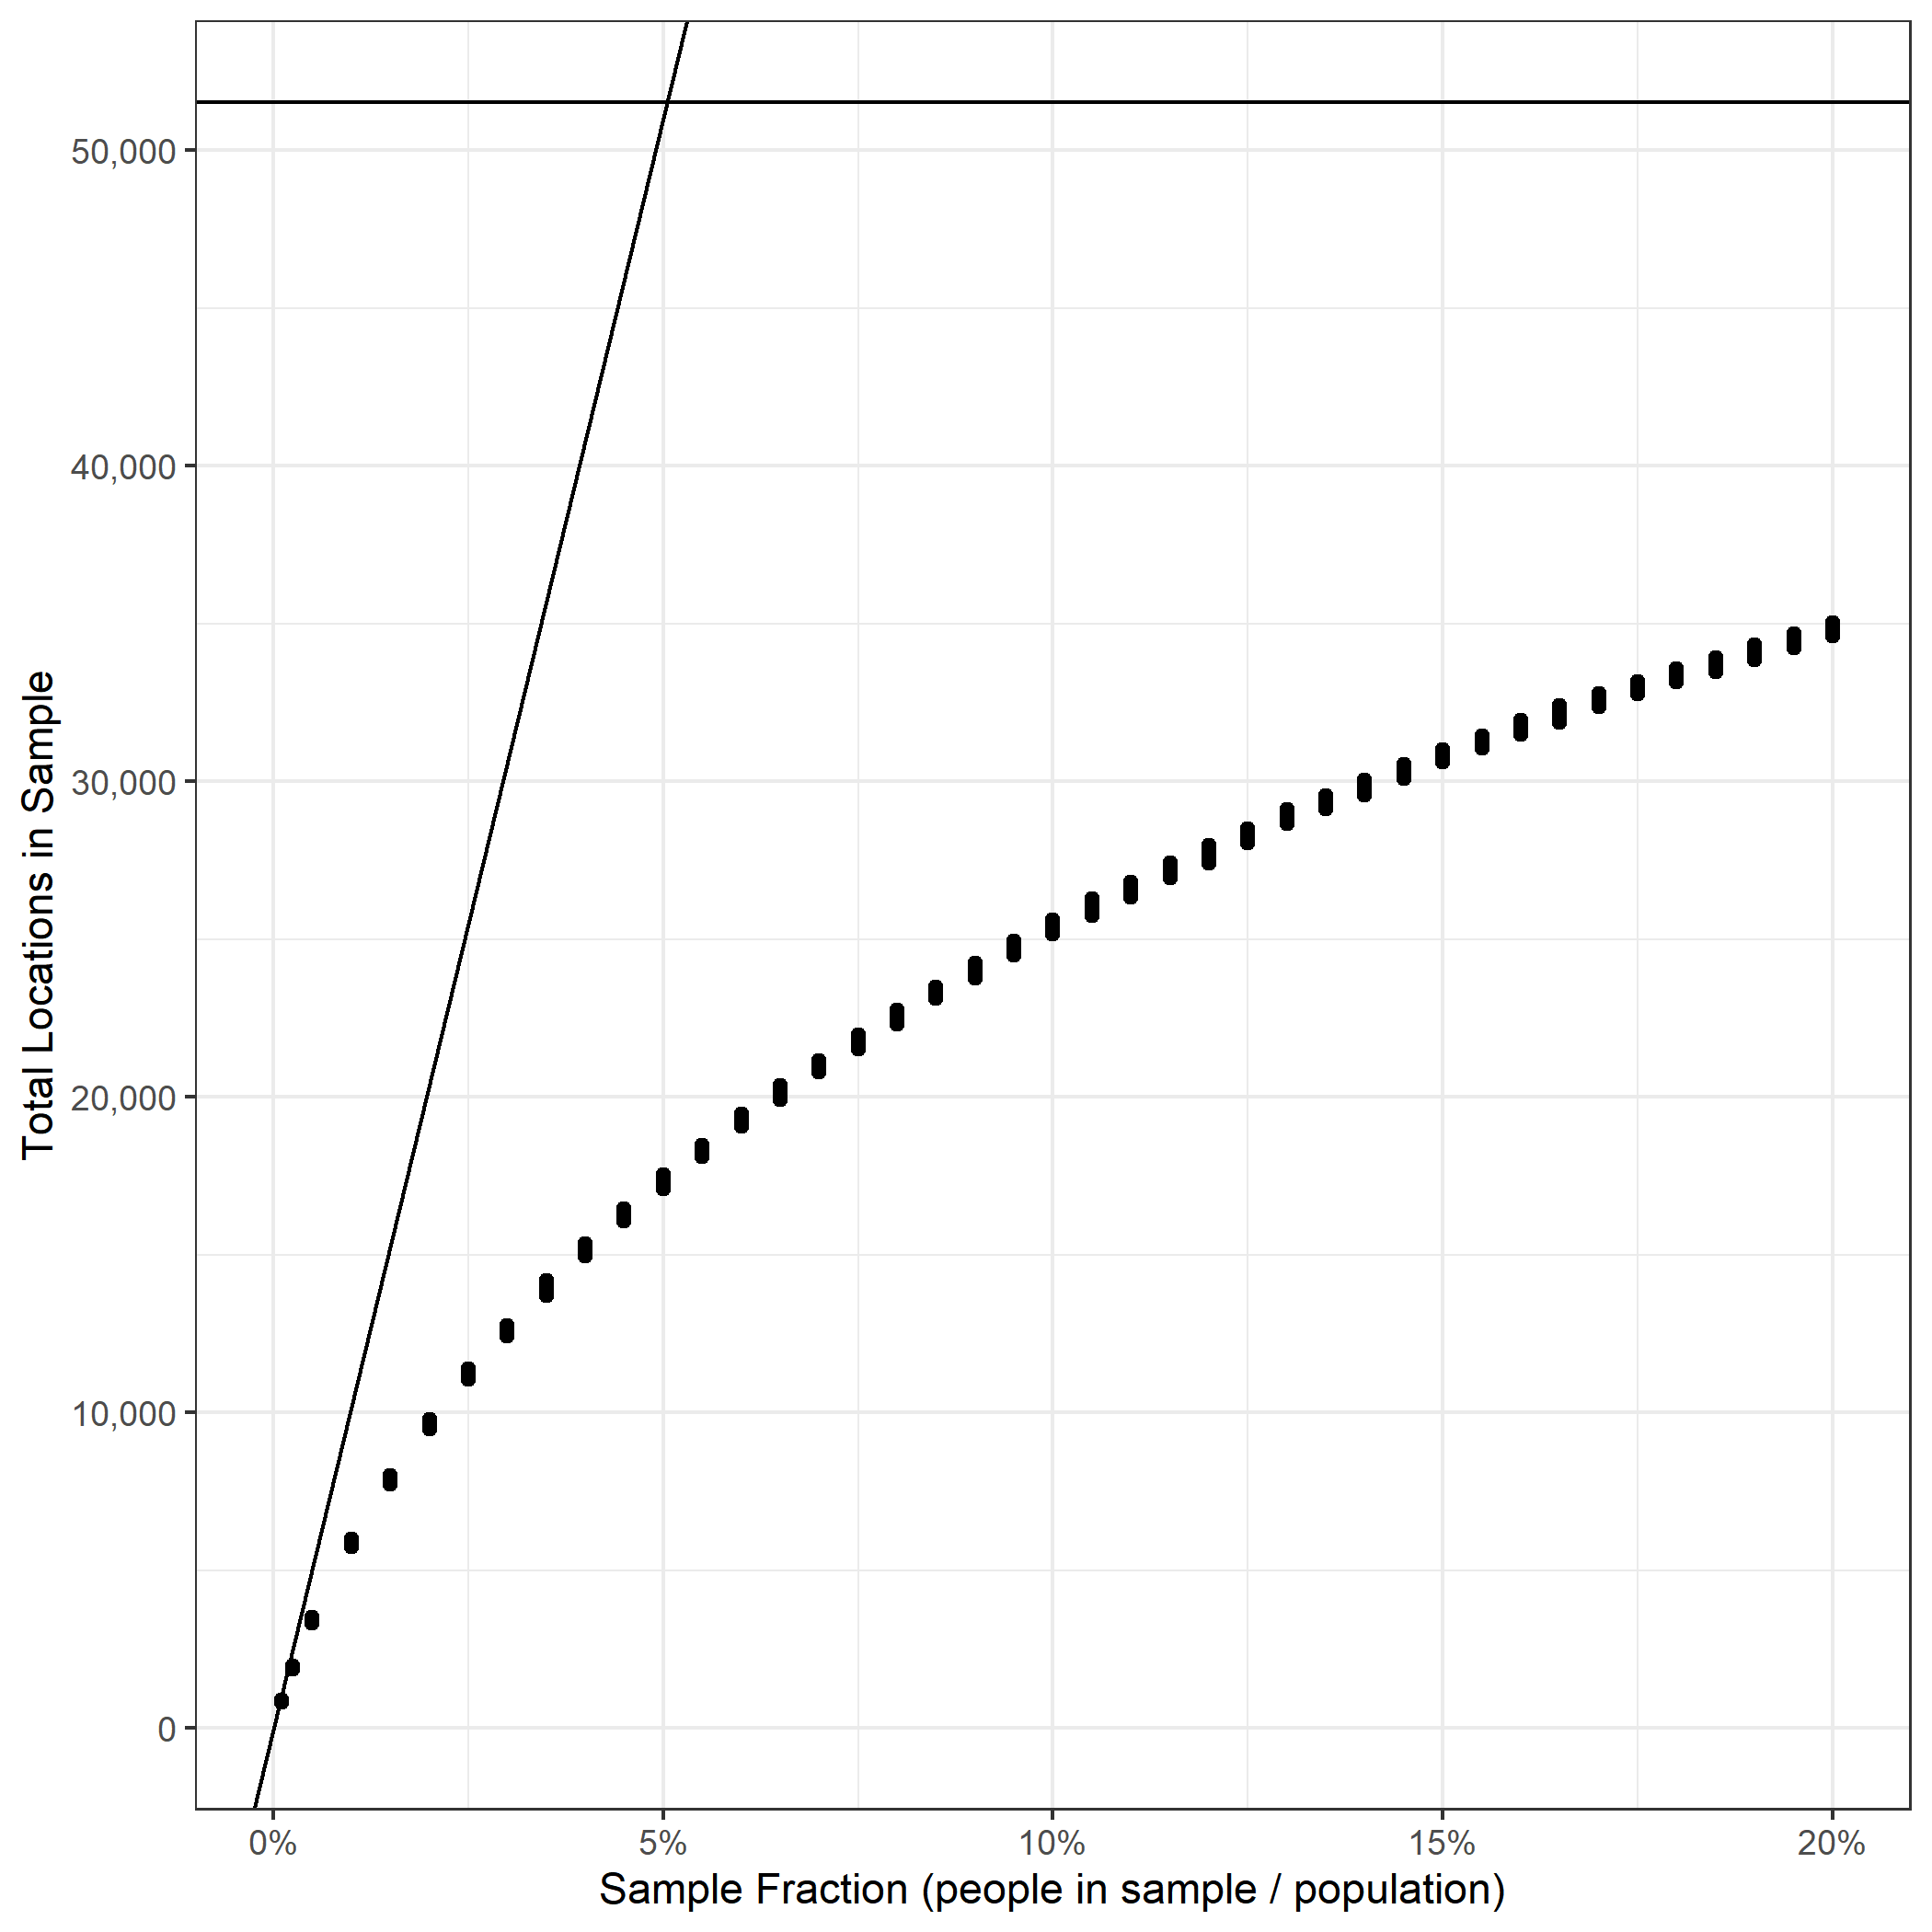 Total Locations in Sample
50,000
40,000
30,000
20,000
10,000
0
0% 5% 10% 15% 20%
Sample Fraction (people in sample / population)